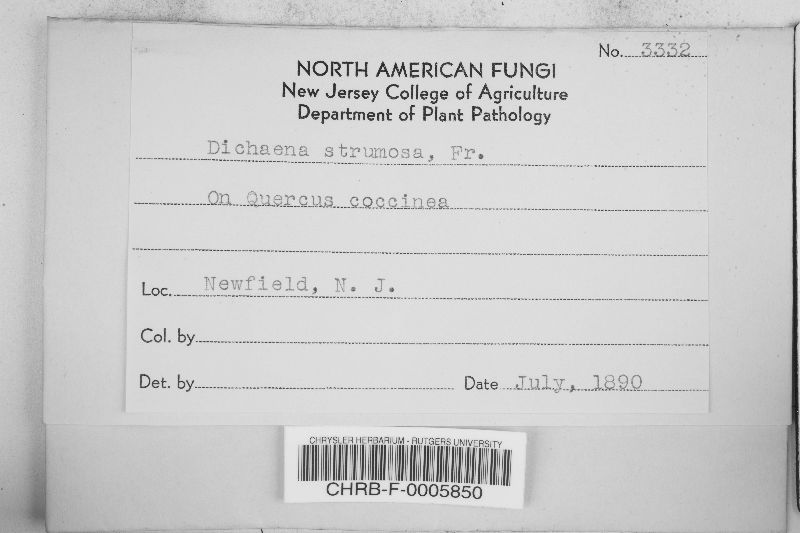 No. 3332
NORTH AMERICAN FUNGI
New Jersey College of Agriculture
Department of Plant Pathology
Dichaena strumosa, Fr.
On Quercus coccinea
Loc. Newfield, N. J.
Col. by
Det. by Date July, 1890
CHRYSLER HERBARIUM - RUTGERS UNIVERSITY
CHRB-F-0005850